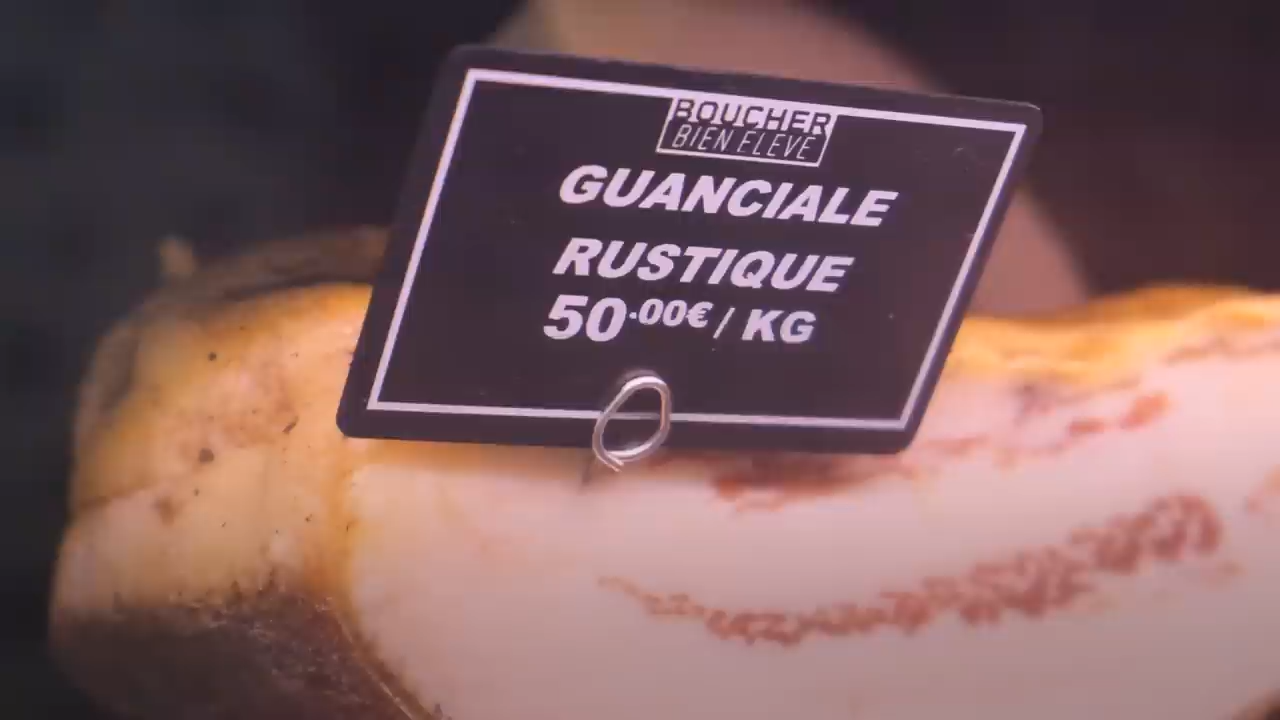 BOUCHER
BIEN ÉLEVÉ
GUANCIALE
RUSTIQUE
50.00€/ KG